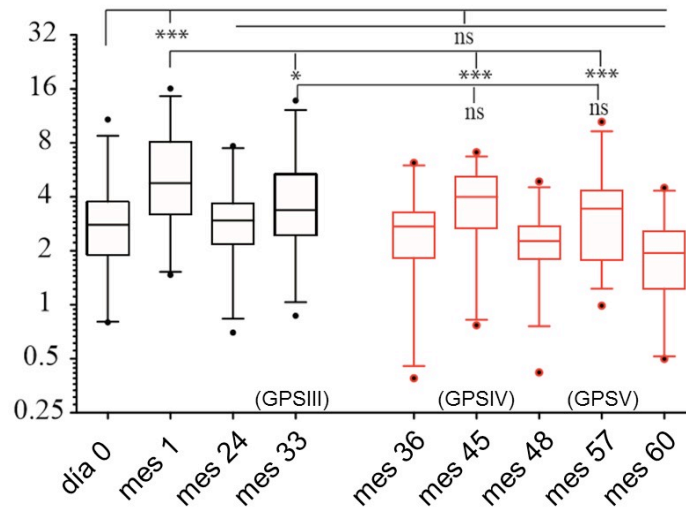 32
***
ns
16
*
***
***
ns
ns
8
4
2
1
0.5
0.25
(GPSIII)
(GPSIV)
(GPSV)
día 0
mes 1
mes 24
mes 33
mes 36
mes 45
mes 48
mes 57
mes 60